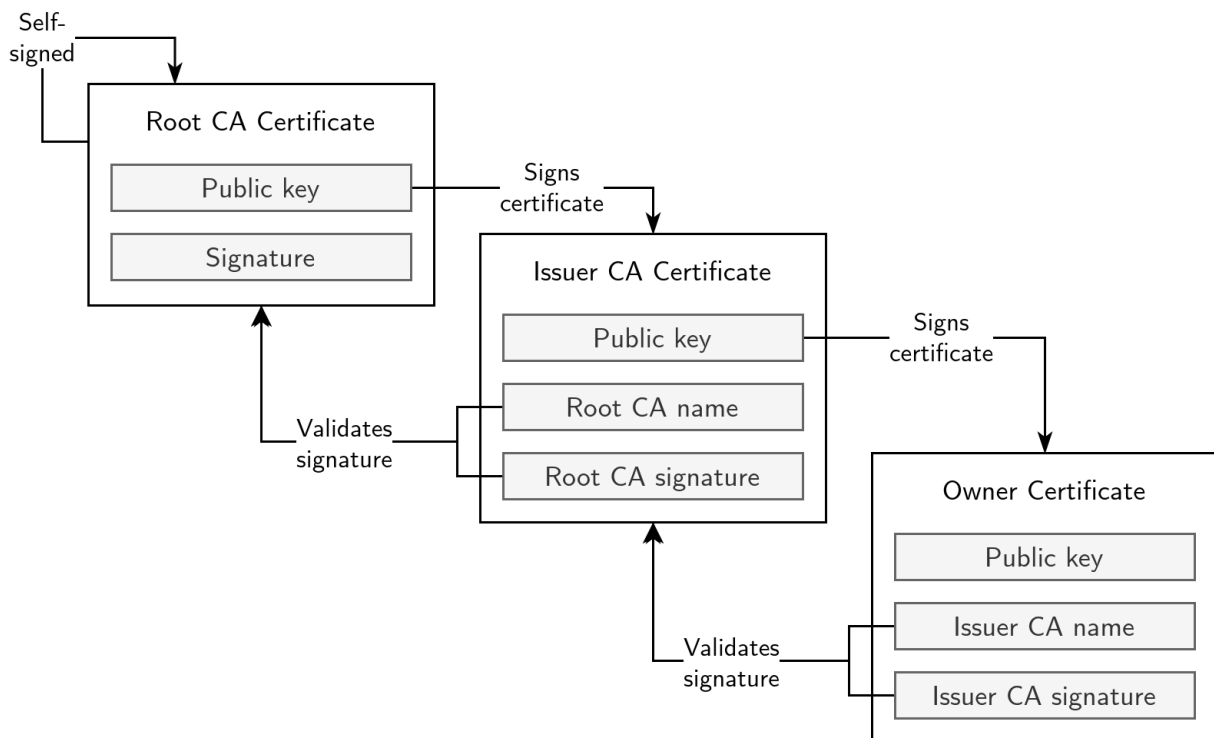 Self-
signed
Root CA Certificate
Public key
Signature
Signs
certificate
Issuer CA Certificate
Public key
Root CA name
Root CA signature
Validates
signature
Signs
certificate
Owner Certificate
Public key
Issuer CA name
Issuer CA signature
Validates
signature